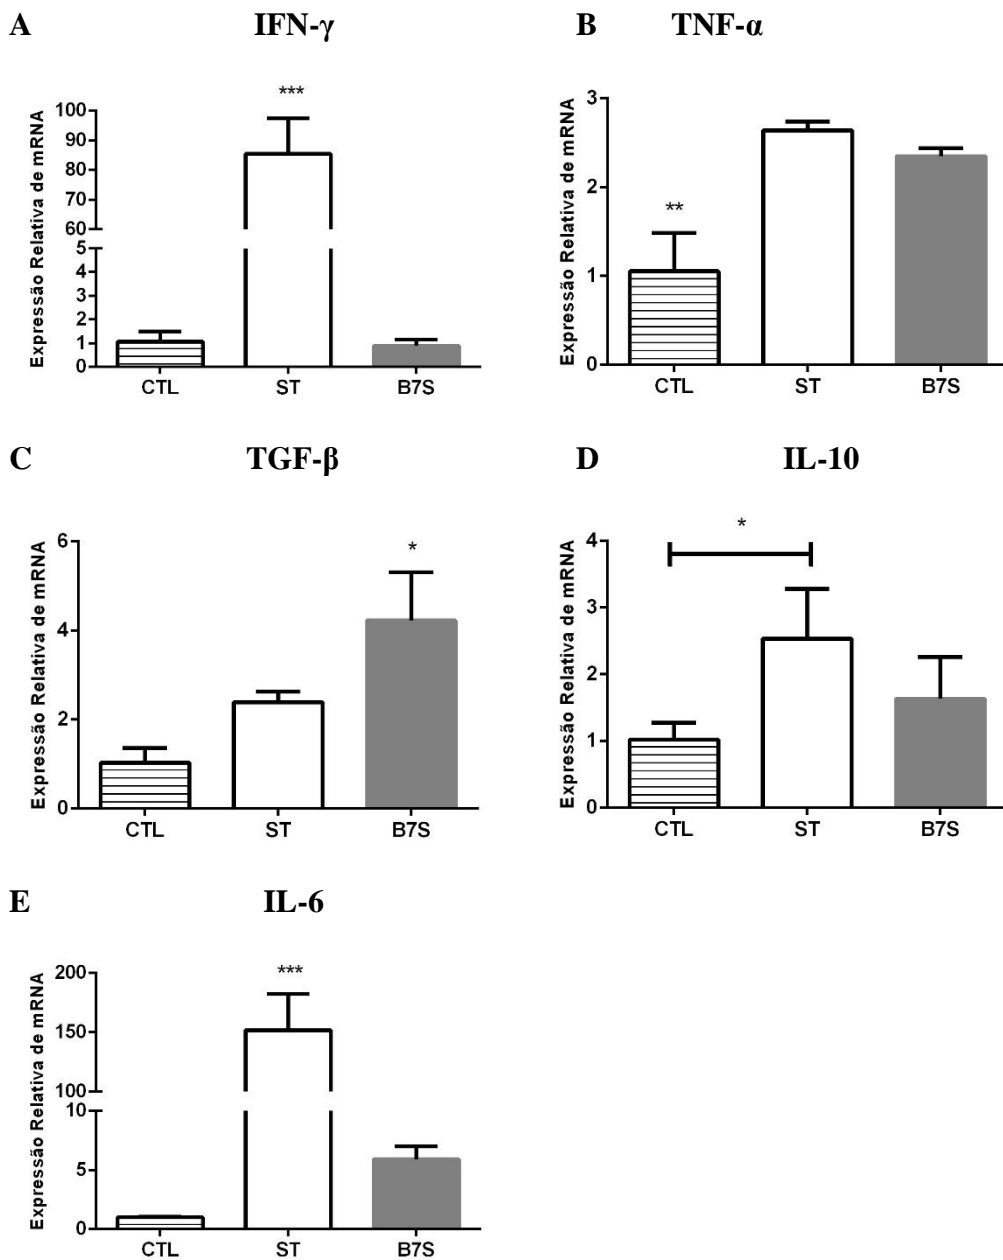 A IFN-γ
***
Expressão Relativa de mRNA
100
90
80
70
60
5
4
3
2
1
0
CTL ST B7S
B TNF-α
**
Expressão Relativa de mRNA
3
2
1
0
CTL ST B7S
C TGF-β
*
Expressão Relativa de mRNA
6
4
2
0
CTL ST B7S
D IL-10
*
Expressão Relativa de mRNA
4
3
2
1
0
CTL ST B7S
E IL-6
***
Expressão Relativa de mRNA
200
150
100
10
5
0
CTL ST B7S